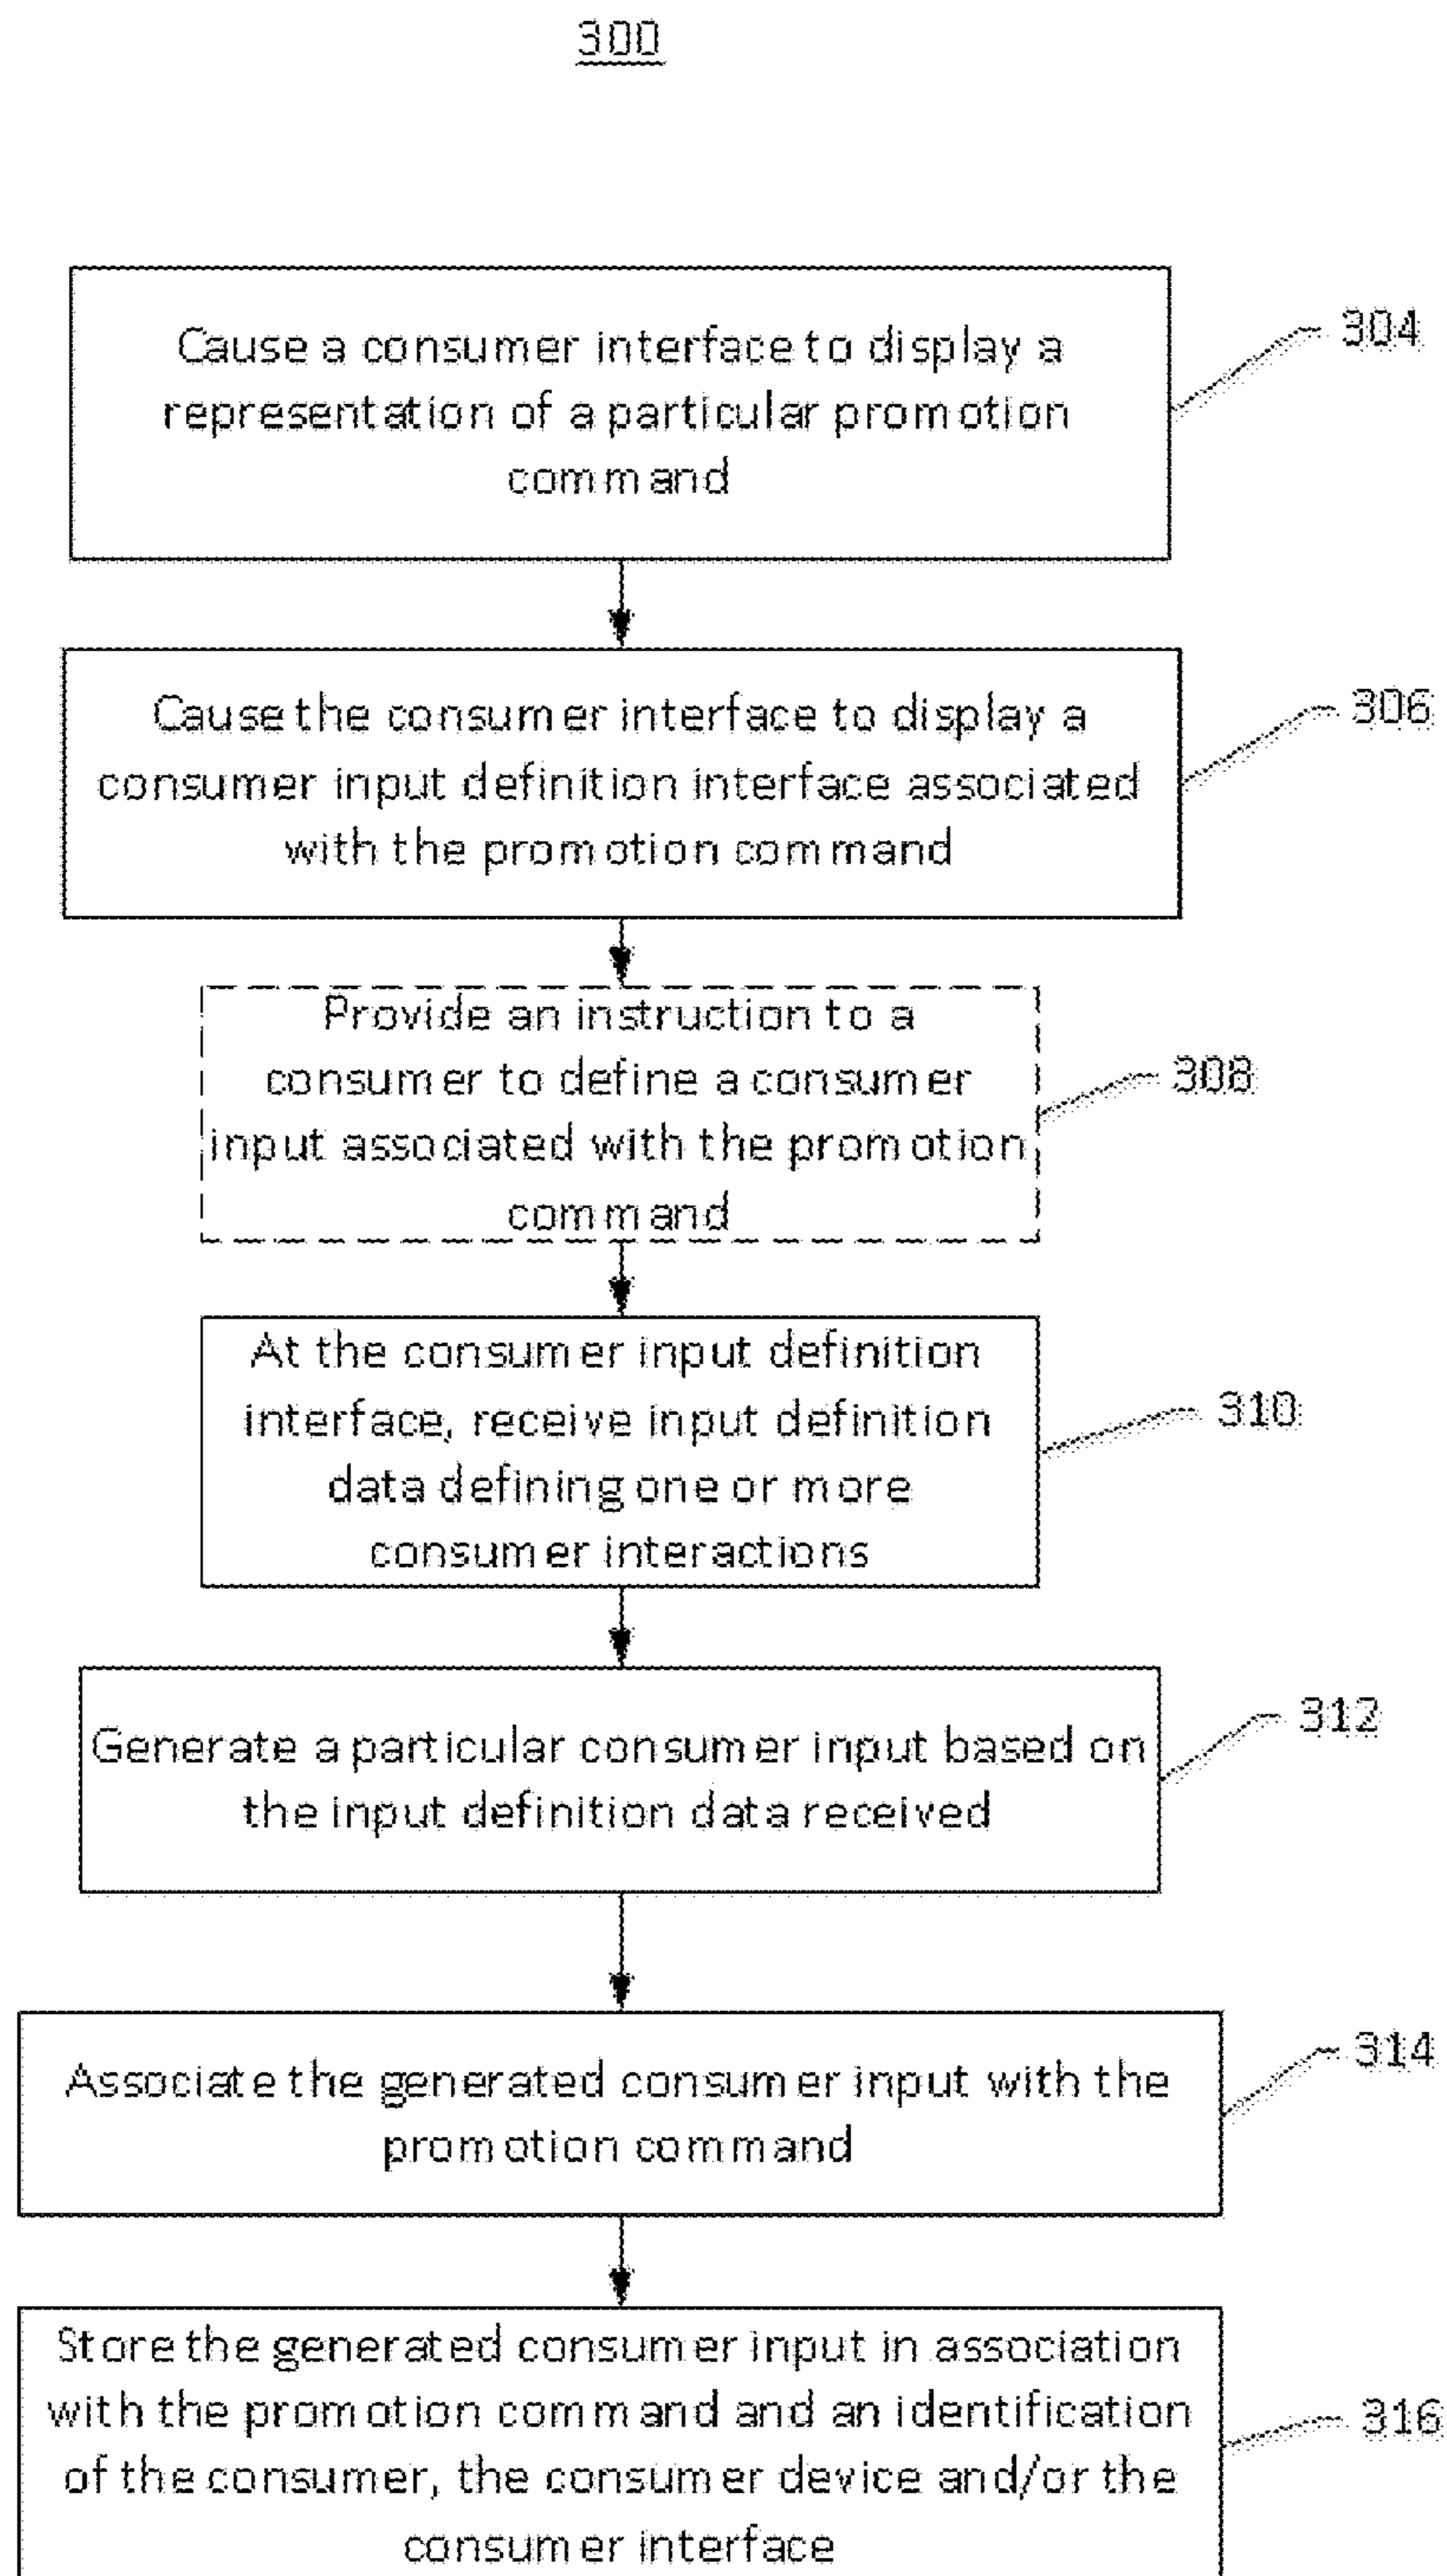 300
Cause a consumer interface to display a
representation of a particular promotion
command
304
Cause the consumer interface to display a
consumer input definition interface associated
with the promotion command
306
Provide an instruction to a
consumer to define a consumer
input associated with the promotion
command
308
At the consumer input definition
interface, receive input definition
data defining one or more
consumer interactions
310
Generate a particular consumer input based on
the input definition data received
312
Associate the generated consumer input with the
promotion command
314
Store the generated consumer input in association
with the promotion command and an identification
of the consumer, the consumer device and/or the
consumer interface
316